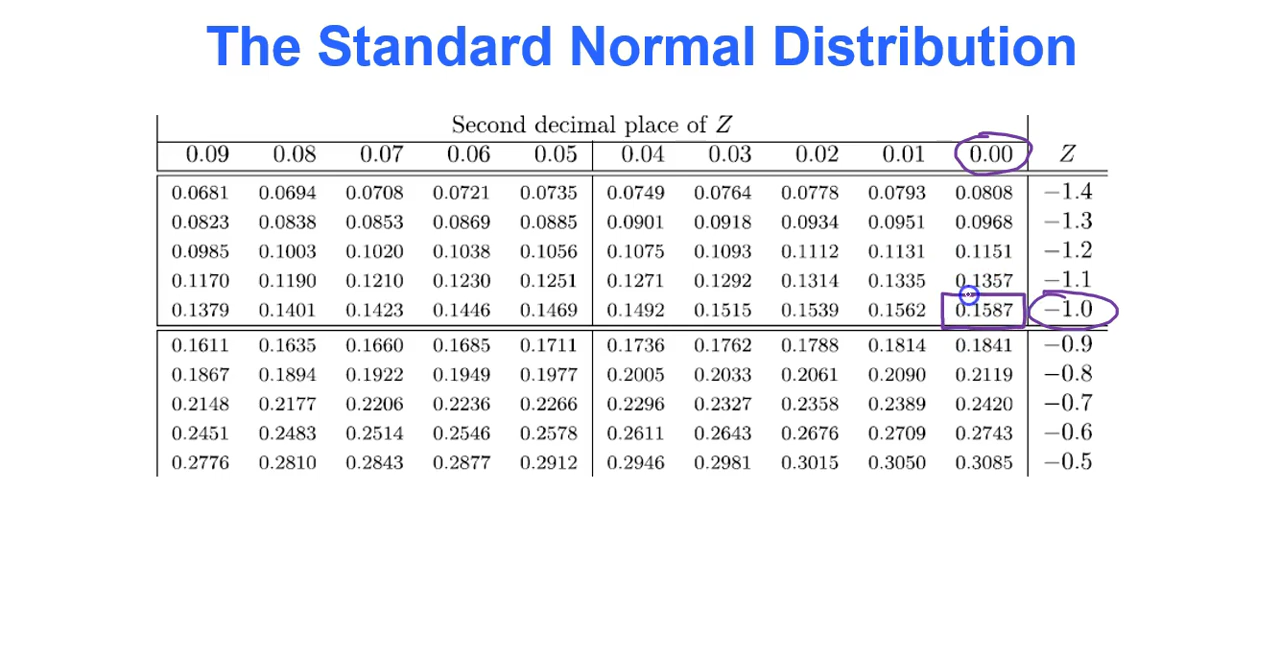 The Standard Normal Distribution
Second decimal place of Z
0.09 0.08 0.07 0.06 0.05 0.04 0.03 0.02 0.01 0.00 Z
0.0681 0.0694 0.0708 0.0721 0.0735 0.0749 0.0764 0.0778 0.0793 0.0808 −1.4
0.0823 0.0838 0.0853 0.0869 0.0885 0.0901 0.0918 0.0934 0.0951 0.0968 −1.3
0.0985 0.1003 0.1020 0.1038 0.1056 0.1075 0.1093 0.1112 0.1131 0.1151 −1.2
0.1170 0.1190 0.1210 0.1230 0.1251 0.1271 0.1292 0.1314 0.1335 0.1357 −1.1
0.1379 0.1401 0.1423 0.1446 0.1469 0.1492 0.1515 0.1539 0.1562 0.1587 −1.0
0.1611 0.1635 0.1660 0.1685 0.1711 0.1736 0.1762 0.1788 0.1814 0.1841 −0.9
0.1867 0.1894 0.1922 0.1949 0.1977 0.2005 0.2033 0.2061 0.2090 0.2119 −0.8
0.2148 0.2177 0.2206 0.2236 0.2266 0.2296 0.2327 0.2358 0.2389 0.2420 −0.7
0.2451 0.2483 0.2514 0.2546 0.2578 0.2611 0.2643 0.2676 0.2709 0.2743 −0.6
0.2776 0.2810 0.2843 0.2877 0.2912 0.2946 0.2981 0.3015 0.3050 0.3085 −0.5